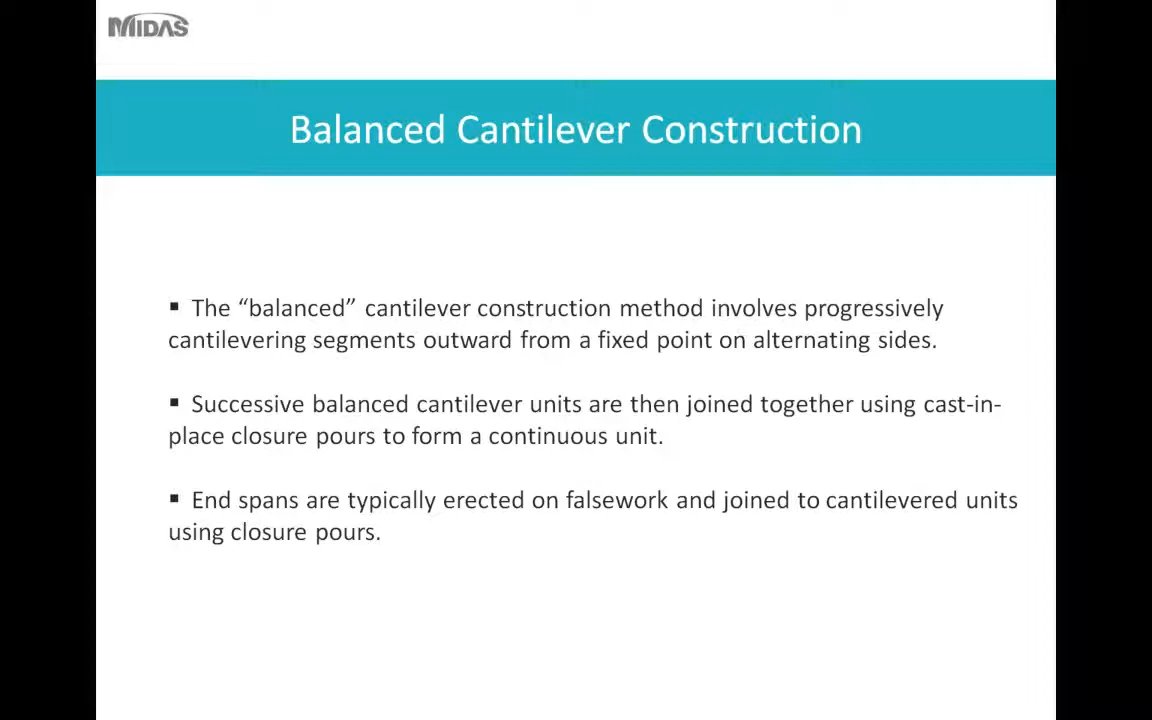 MIDAS
Balanced Cantilever Construction
▪ The “balanced” cantilever construction method involves progressively
cantilevering segments outward from a fixed point on alternating sides.
▪ Successive balanced cantilever units are then joined together using cast-in-
place closure pours to form a continuous unit.
▪ End spans are typically erected on falsework and joined to cantilevered units
using closure pours.